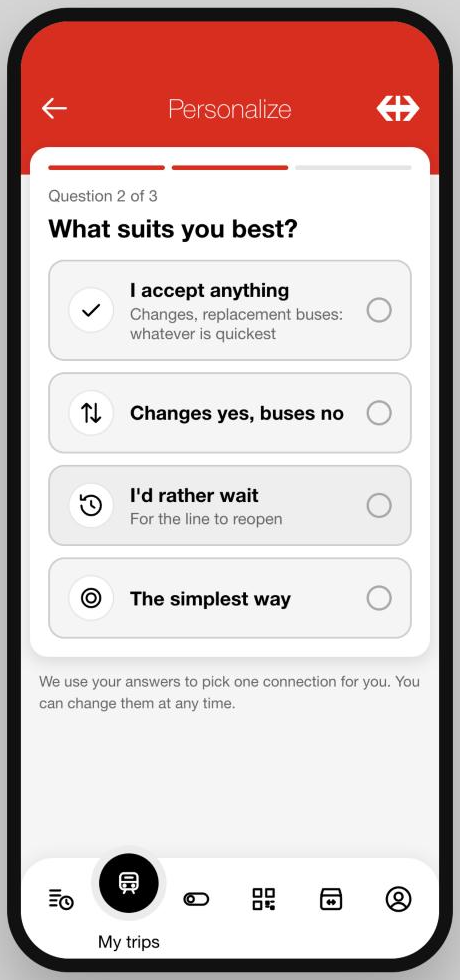 Personalize
Question 2 of 3
What suits you best?
I accept anything
Changes, replacement buses:
whatever is quickest
Changes yes, buses no
I'd rather wait
For the line to reopen
The simplest way
We use your answers to pick one connection for you. You
can change them at any time.
My trips